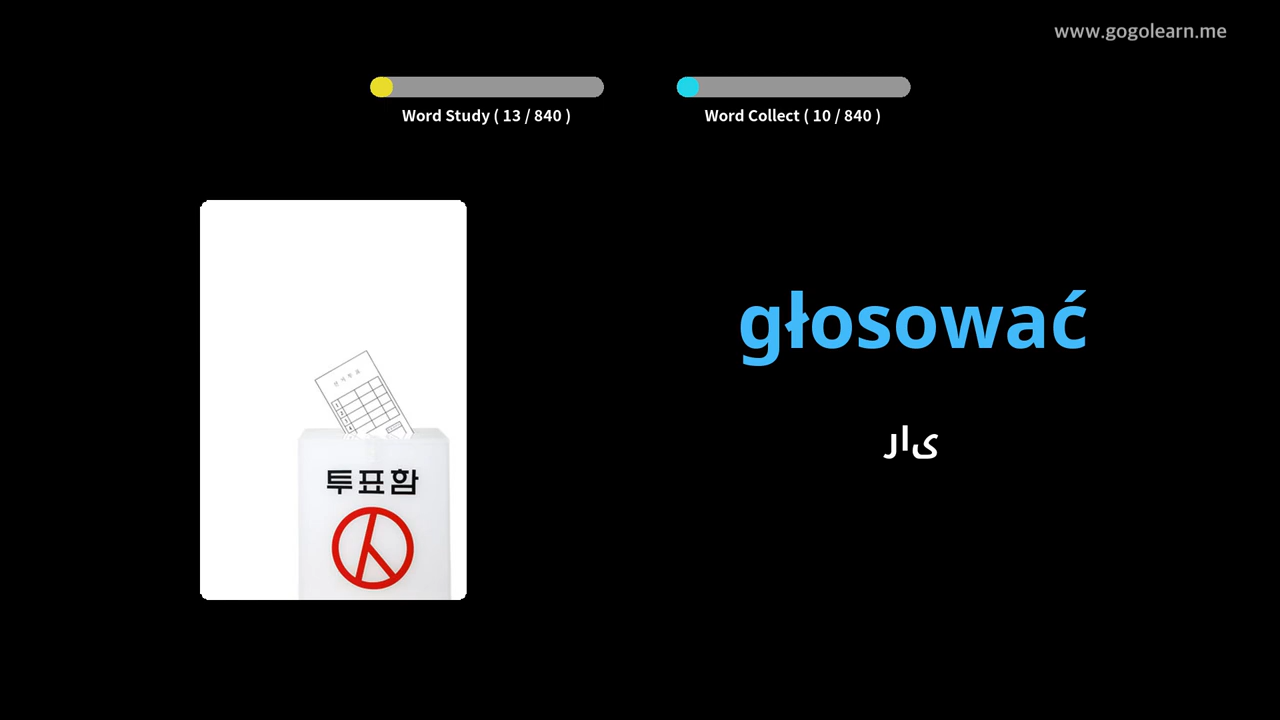 www.gogolearn.me
Word Study ( 13 / 840 )
Word Collect ( 10 / 840 )
głosować
رای
투표함